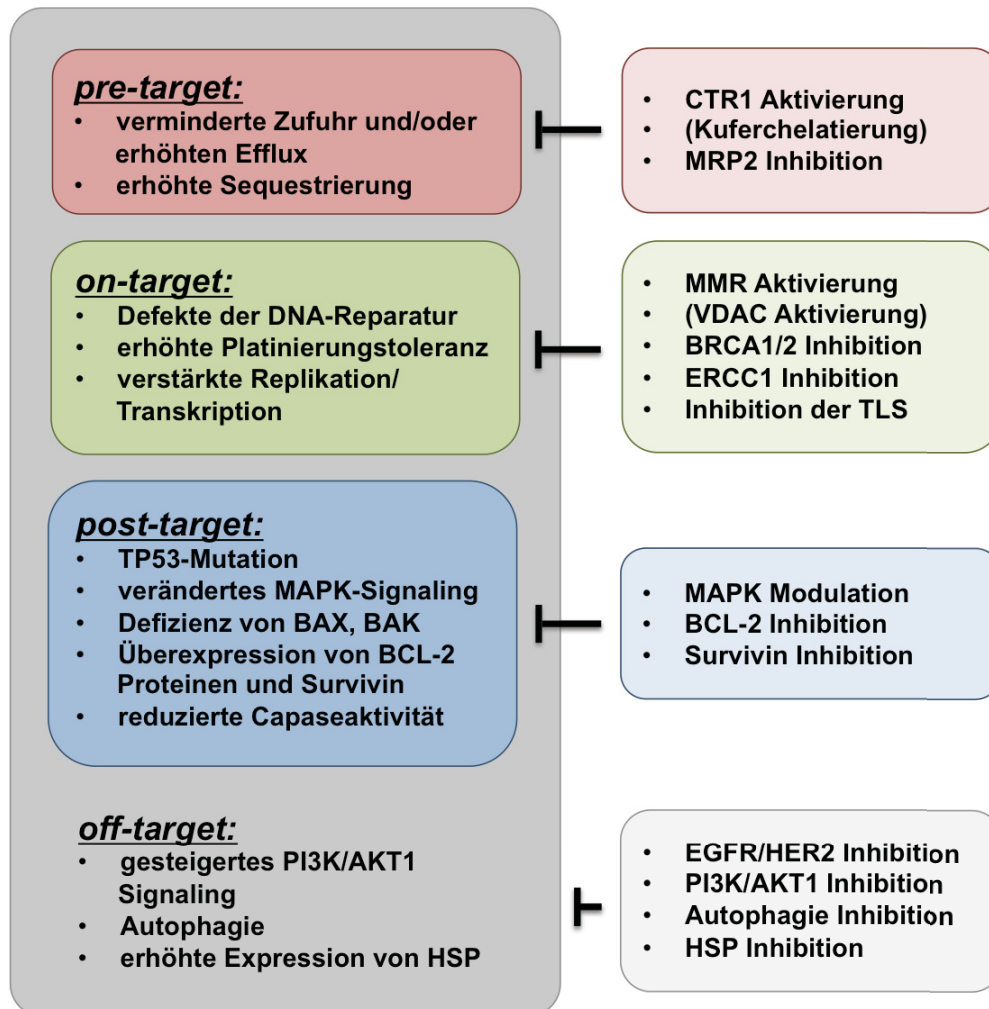 pre-target:
• verminderte Zufuhr und/oder
erhöhten Efflux
• erhöhte Sequestrierung
• CTR1 Aktivierung
• (Kuferchelatierung)
• MRP2 Inhibition
on-target:
• Defekte der DNA-Reparatur
• erhöhte Platinierungstoleranz
• verstärkte Replikation/
Transkription
• MMR Aktivierung
• (VDAC Aktivierung)
• BRCA1/2 Inhibition
• ERCC1 Inhibition
• Inhibition der TLS
post-target:
• TP53-Mutation
• verändertes MAPK-Signaling
• Defizienz von BAX, BAK
• Überexpression von BCL-2
Proteinen und Survivin
• reduzierte Capaseaktivität
• MAPK Modulation
• BCL-2 Inhibition
• Survivin Inhibition
off-target:
• gesteigertes PI3K/AKT1
Signaling
• Autophagie
• erhöhte Expression von HSP
• EGFR/HER2 Inhibition
• PI3K/AKT1 Inhibition
• Autophagie Inhibition
• HSP Inhibition